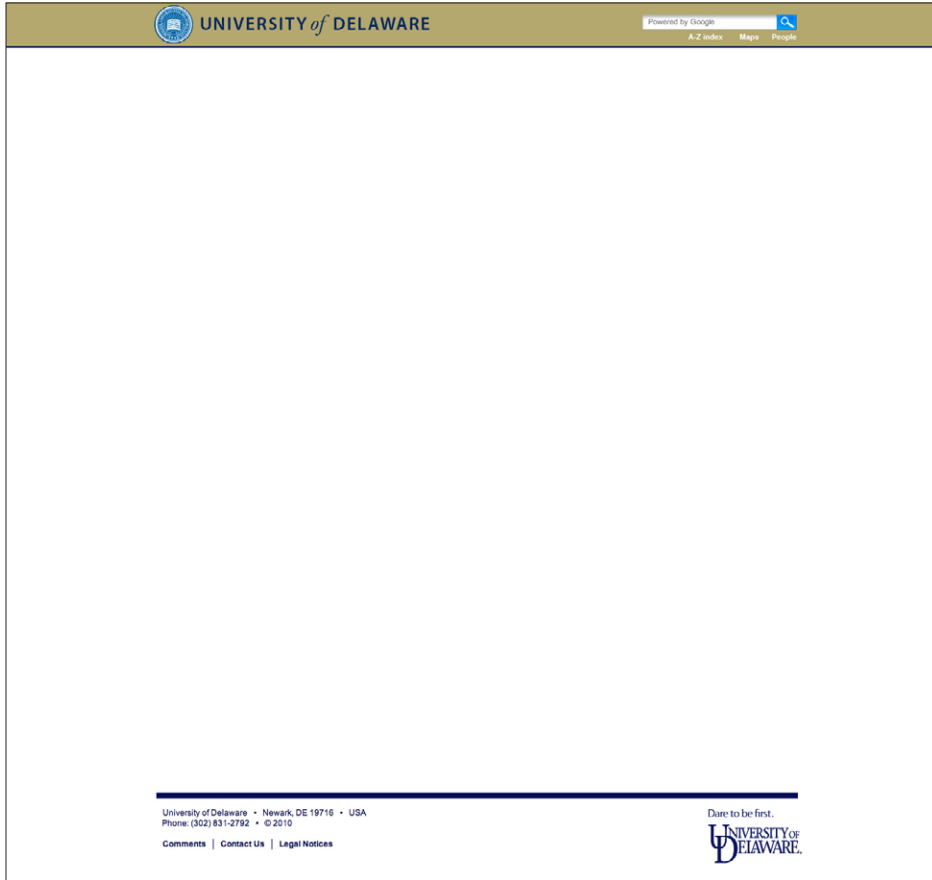 UNIVERSITY of DELAWARE
Powered by Google
A-Z index Maps People
University of Delaware • Newark, DE 19716 • USA
Phone: (302) 831-2792 • © 2010
Comments | Contact Us | Legal Notices
Dare to be first.
UNIVERSITY OF
DELAWARE.